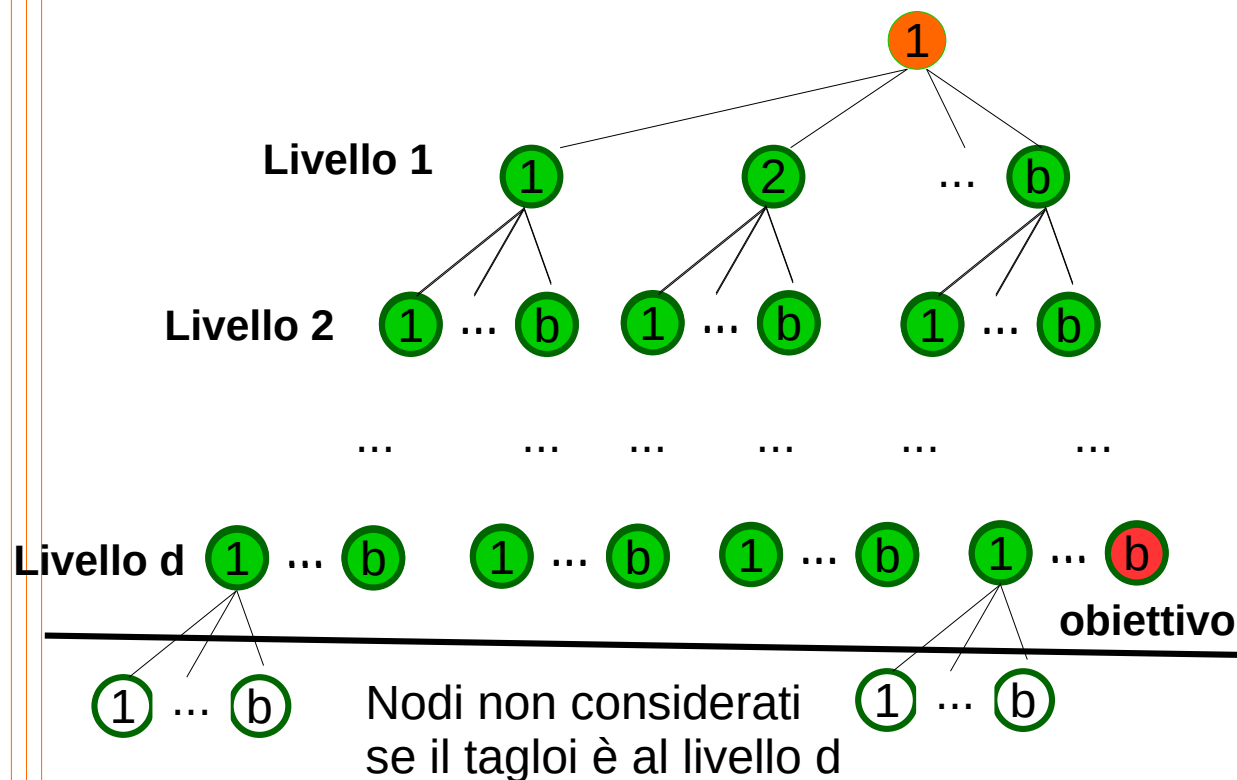 1
Livello 1 1 2 ... b
Livello 2 1 ... b 1 ... b 1 ... b
... ... ... ... ... ...
Livello d 1 ... b 1 ... b 1 ... b 1 ... b
obiettivo
1 ... b Nodi non considerati 1 ... b
se il tagloi è al livello d